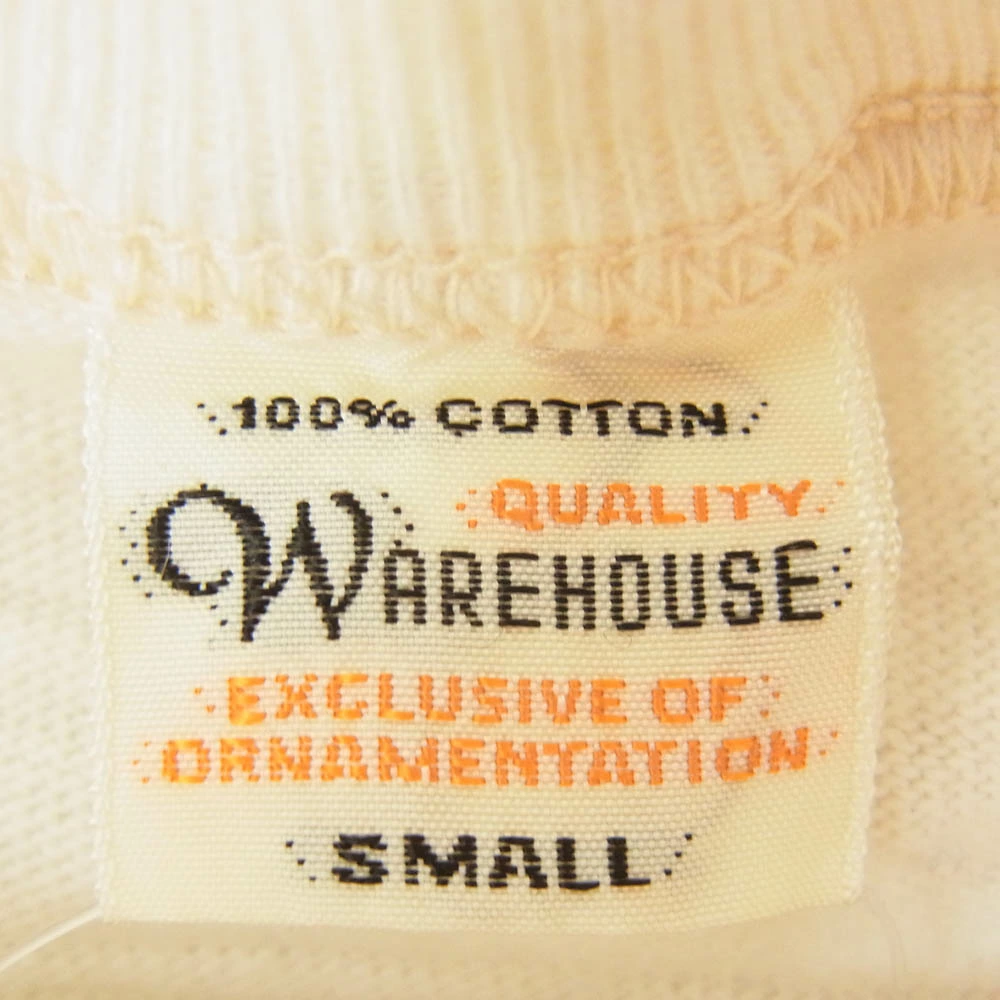 100% COTTON
QUALITY
WAREHOUSE
EXCLUSIVE OF
ORNAMENTATION
SMALL